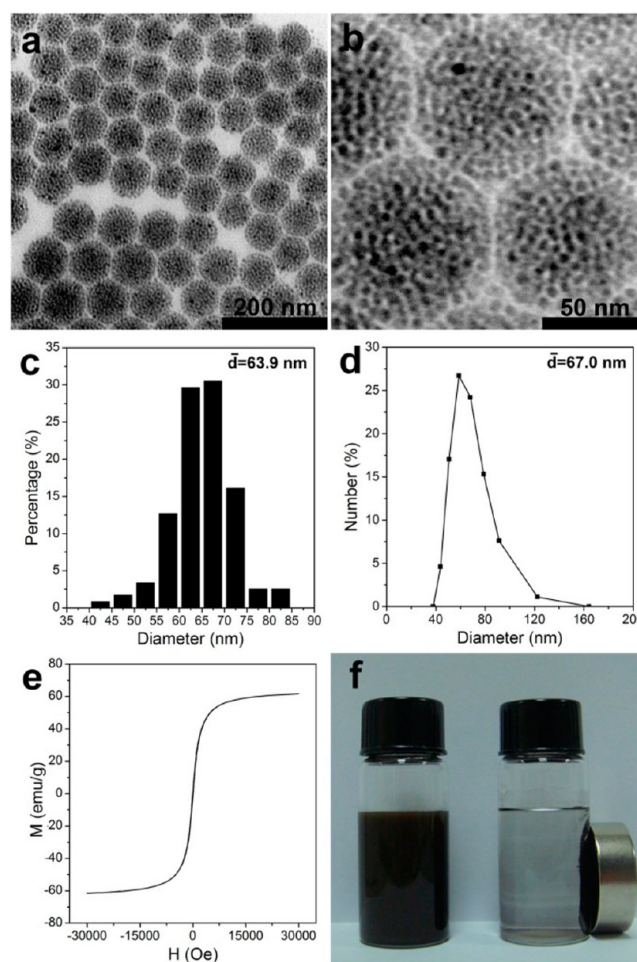 a
200 nm
b
50 nm
c
d̄=63.9 nm
35
30
25
20
15
10
5
0
Percentage (%)
35 40 45 50 55 60 65 70 75 80 85 90
Diameter (nm)
d
d̄=67.0 nm
30
25
20
15
10
5
0
Number (%)
0 40 80 120 160 200
Diameter (nm)
e
80
60
40
20
0
-20
-40
-60
-80
M (emu/g)
-30000 -15000 0 15000 30000
H (Oe)
f